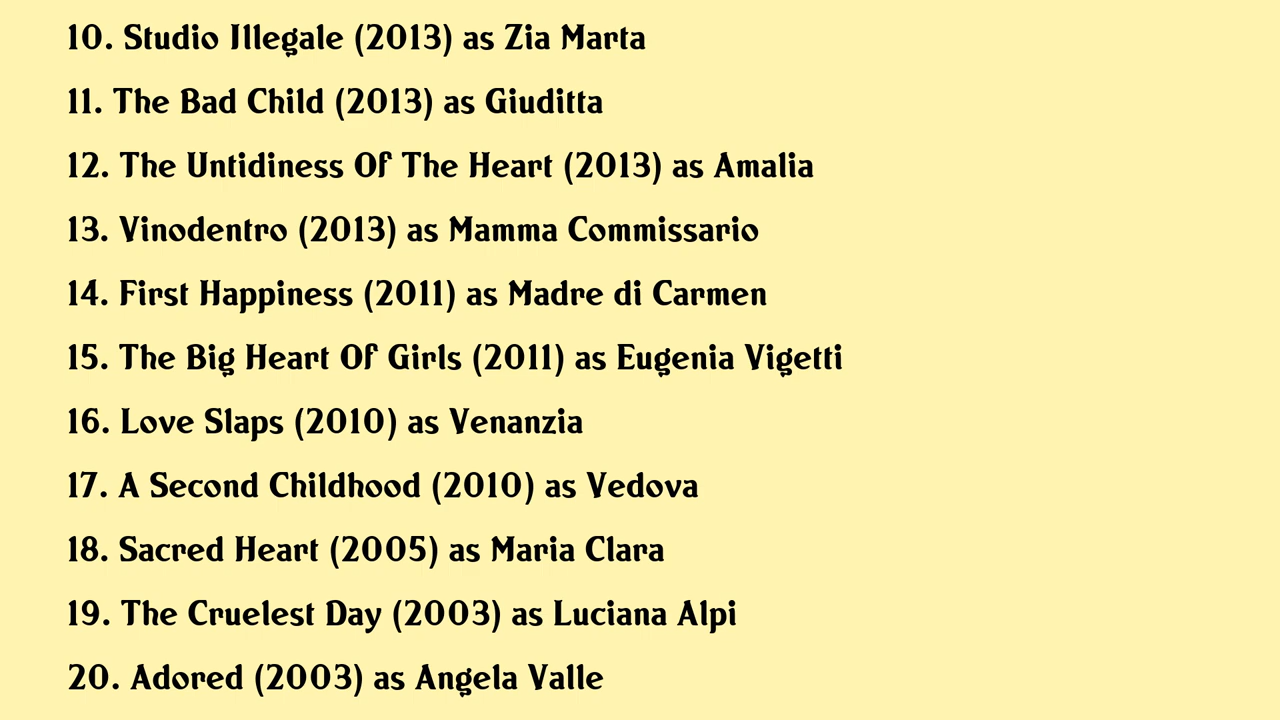 10. Studio Illegale (2013) as Zia Marta
11. The Bad Child (2013) as Giuditta
12. The Untidiness Of The Heart (2013) as Amalia
13. Vinodentro (2013) as Mamma Commissario
14. First Happiness (2011) as Madre di Carmen
15. The Big Heart Of Girls (2011) as Eugenia Vigetti
16. Love Slaps (2010) as Venanzia
17. A Second Childhood (2010) as Vedova
18. Sacred Heart (2005) as Maria Clara
19. The Cruelest Day (2003) as Luciana Alpi
20. Adored (2003) as Angela Valle